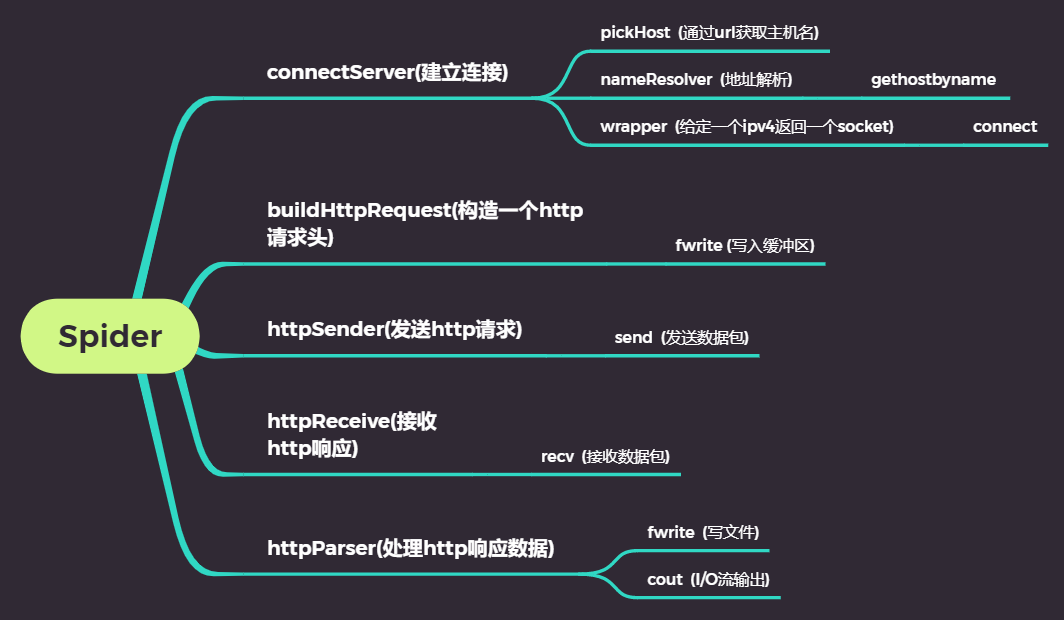 Spider
connectServer(建立连接)
pickHost (通过url获取主机名)
nameResolver (地址解析)
gethostbyname
wrapper (给定一个ipv4返回一个socket)
connect
buildHttpRequest(构造一个http
请求头)
fwrite (写入缓冲区)
httpSender(发送http请求)
send (发送数据包)
httpReceive(接收
http响应)
recv (接收数据包)
httpParser(处理http响应数据)
fwrite (写文件)
cout (I/O流输出)